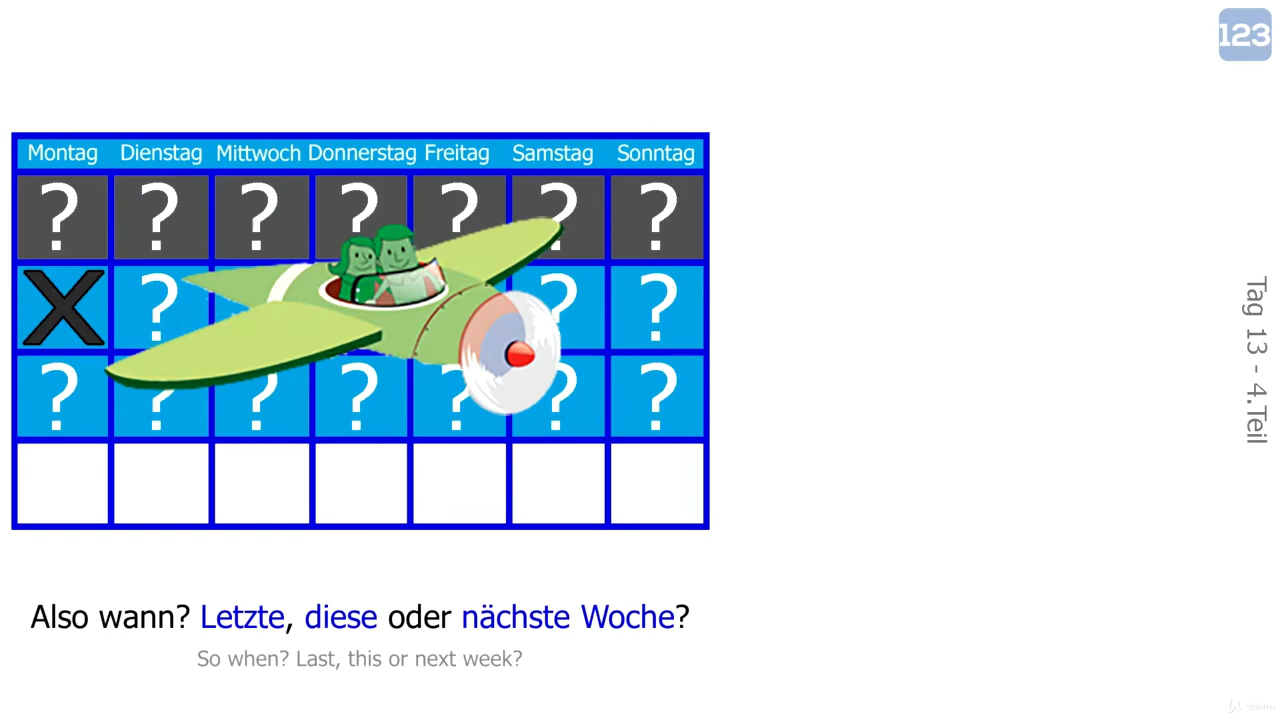 123
Montag Dienstag Mittwoch Donnerstag Freitag Samstag Sonntag
? ? ? ? ? ? ?
X ? ? ?
? ? ? ? ? ? ?
Also wann? Letzte, diese oder nächste Woche?
So when? Last, this or next week?
Tag 13 - 4.Teil